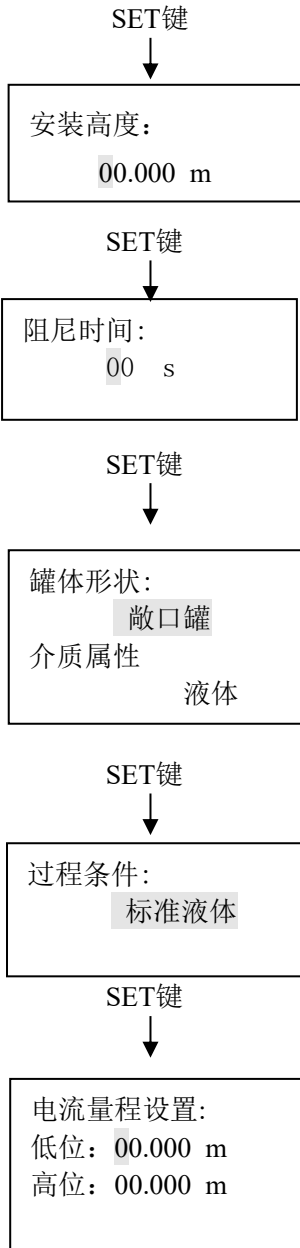 SET键
安装高度：
00.000 m
SET键
阻尼时间:
00 s
SET键
罐体形状:
敞口罐
介质属性
液体
SET键
过程条件:
标准液体
SET键
电流量程设置:
低位：00.000 m
高位：00.000 m